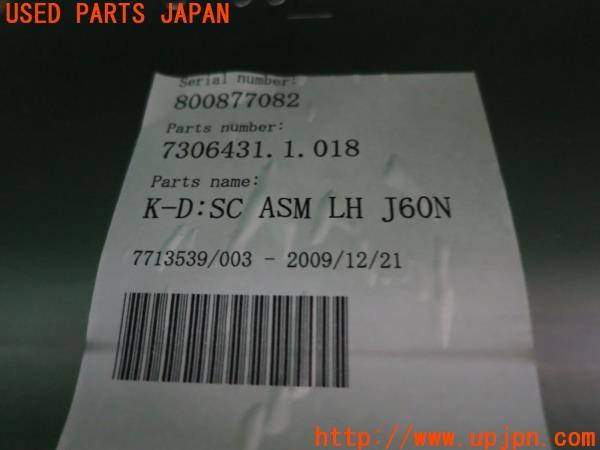 USED PARTS JAPAN
Serial number:
800877082
Parts number:
7306431.1.018
Parts name:
K-D:SC ASM LH J60N
7713539/003 - 2009/12/21
UPJ
http://www.upjpn.com/